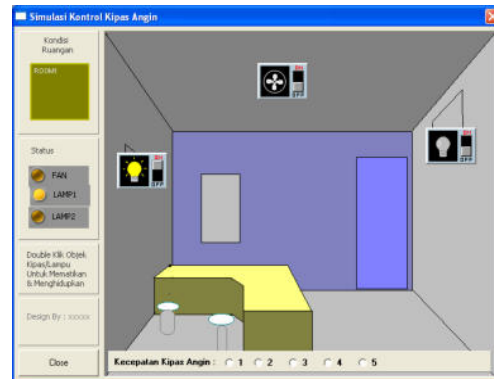 Simulasi Kontrol Kipas Angin
Kondisi
Ruangan
ROOM1
Status
FAN
LAMP1
LAMP2
Double Klik Objek
Kipas/Lampu
Untuk Mematikan
& Menghidupkan
Design By : xxxxx
Close
ON
OFF
ON
OFF
ON
OFF
Kecepatan Kipas Angin : 1 2 3 4 5